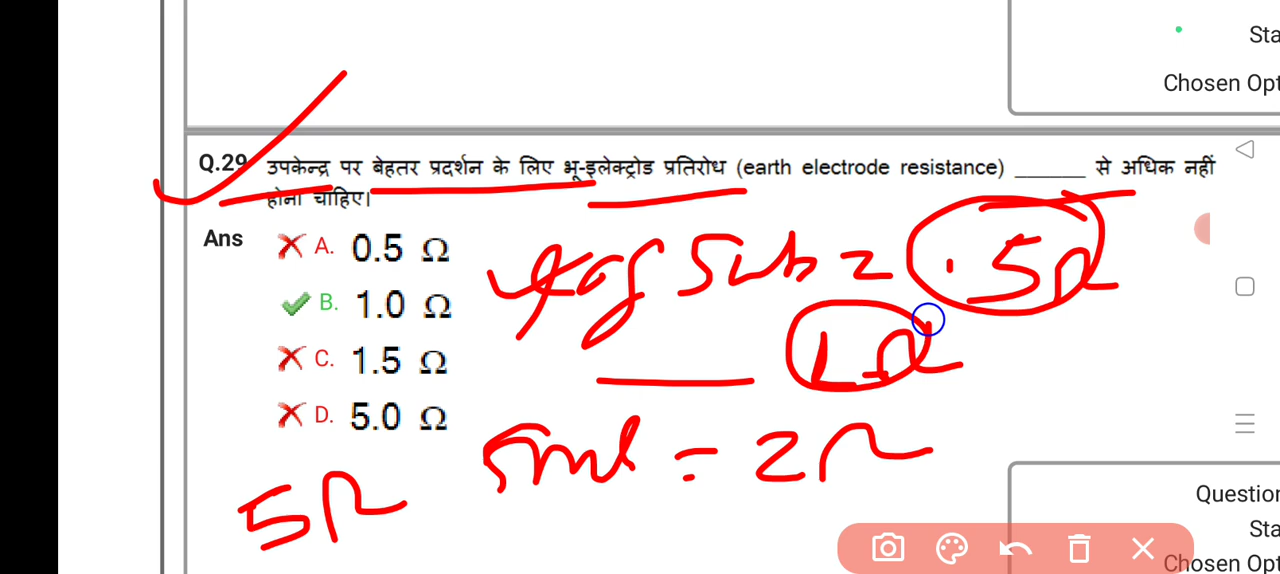 Sta
Chosen Opt
Q.29 उपकेन्द्र पर बेहतर प्रदर्शन के लिए भू-इलेक्ट्रोड प्रतिरोध (earth electrode resistance) ______ से अधिक नहीं
होना चाहिए।
Ans A. 0.5 Ω
B. 1.0 Ω
C. 1.5 Ω
D. 5.0 Ω
Sub = .5Ω
1Ω
Sml = 2Ω
5Ω
Question
Sta
Chosen Opt